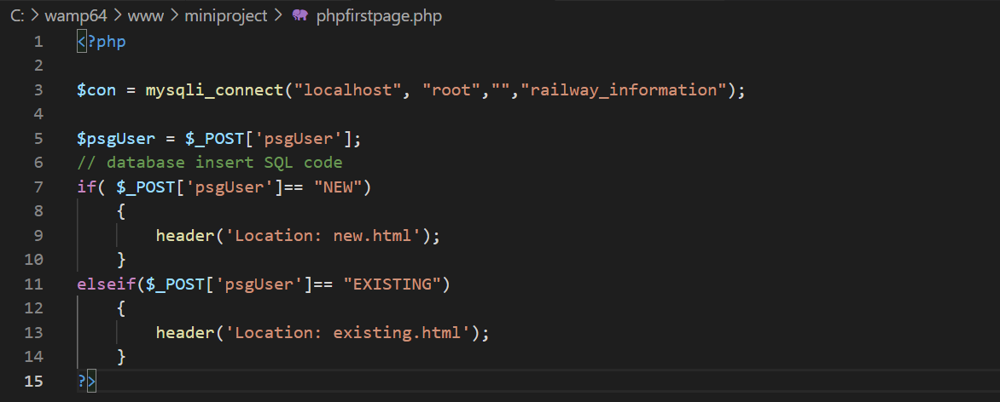 C: > wamp64 > www > miniproject > phpfirstpage.php
1 <?php
2
3 $con = mysqli_connect("localhost", "root","","railway_information");
4
5 $psgUser = $_POST['psgUser'];
6 // database insert SQL code
7 if( $_POST['psgUser']== "NEW")
8 {
9 header('Location: new.html');
10 }
11 elseif($_POST['psgUser']== "EXISTING")
12 {
13 header('Location: existing.html');
14 }
15 ?>